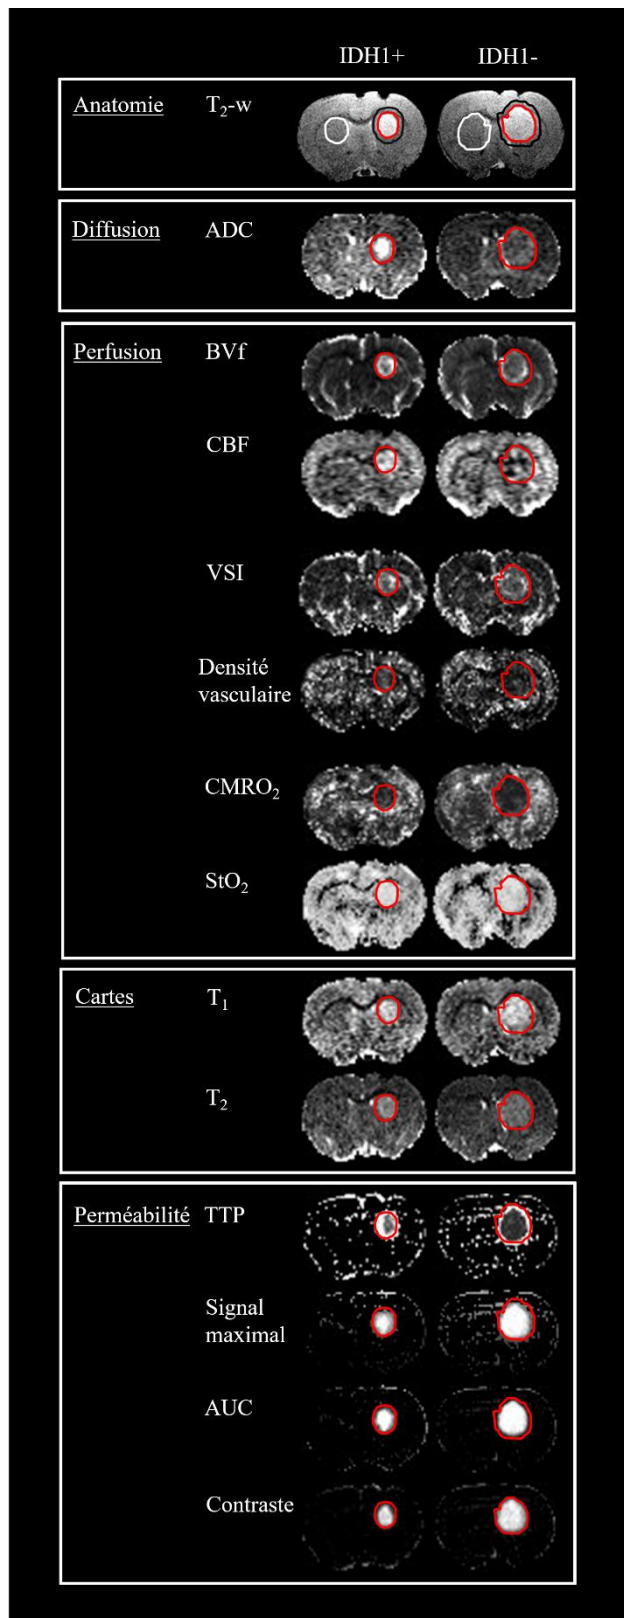 IDH1+ IDH1-
Anatomie T₂-w
Diffusion ADC
Perfusion BVf
CBF
VSI
Densité
vasculaire
CMRO₂
StO₂
Cartes T₁
T₂
Perméabilité TTP
Signal
maximal
AUC
Contraste